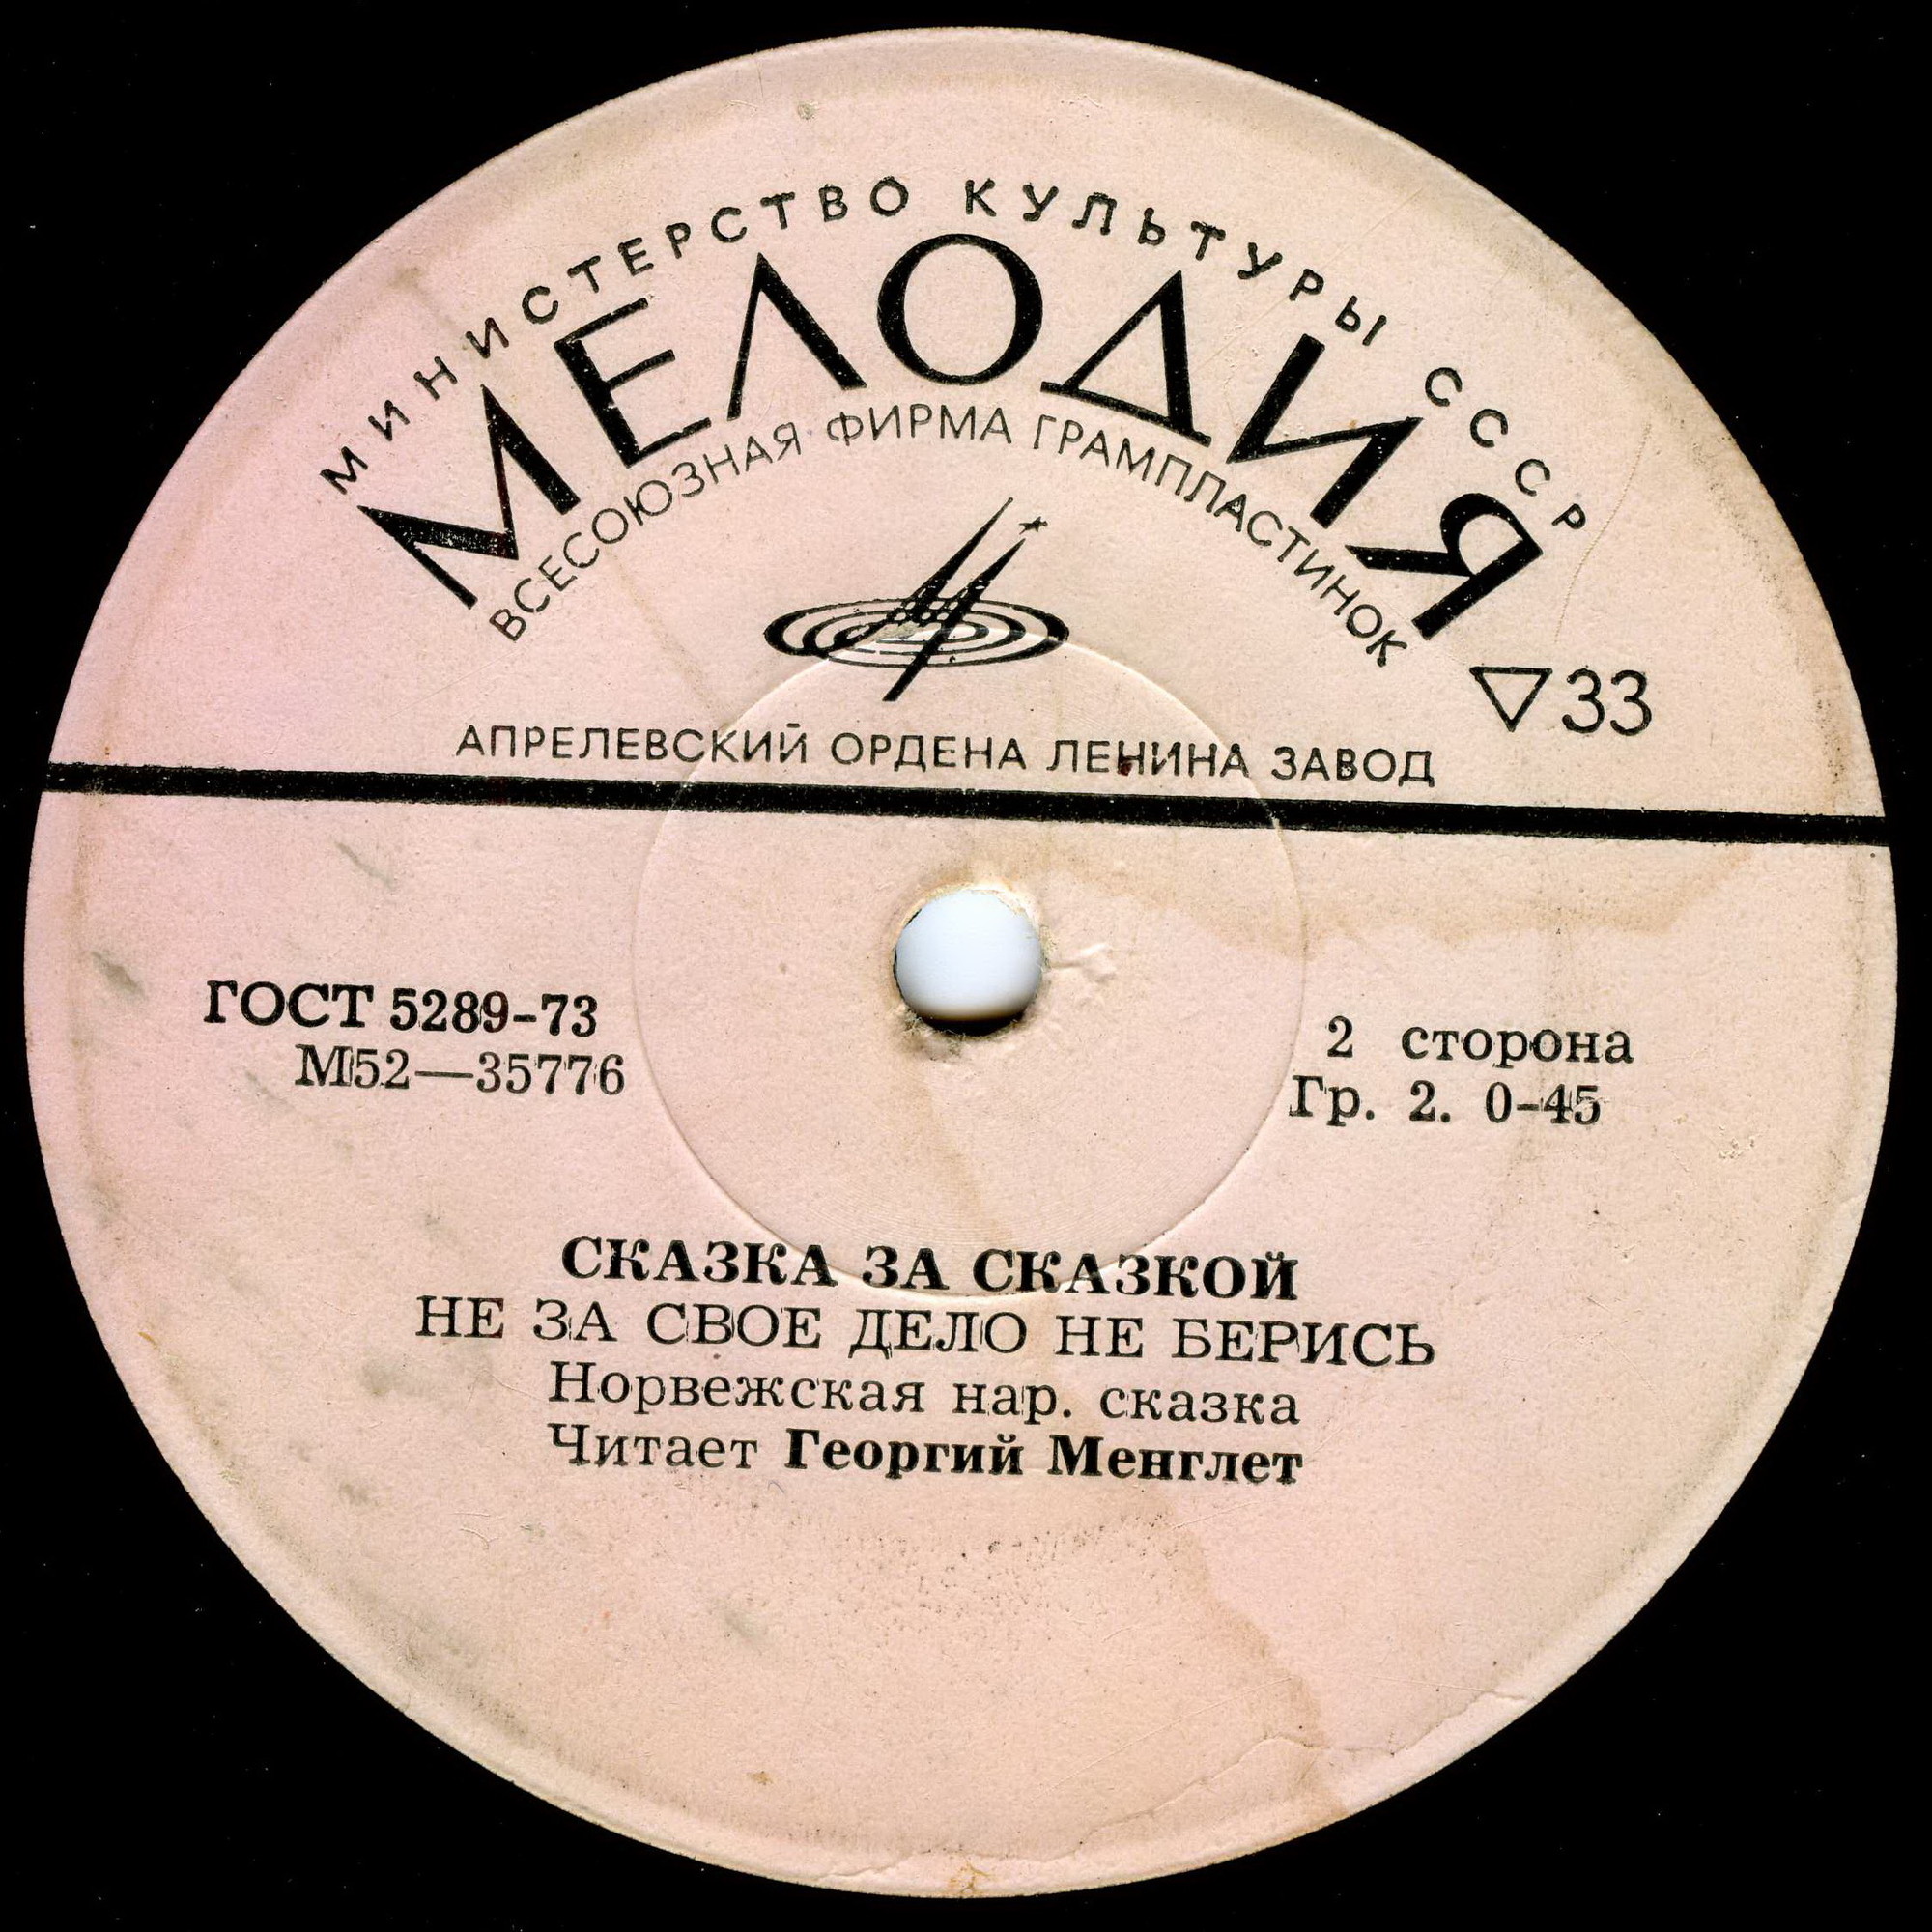 МИНИСТЕРСТВО КУЛЬТУРЫ СССР
МЕЛОДИЯ
ВСЕСОЮЗНАЯ ФИРМА ГРАМПЛАСТИНОК
33
АПРЕЛЕВСКИЙ ОРДЕНА ЛЕНИНА ЗАВОД
ГОСТ 5289-73
М52—35776
2 сторона
Гр. 2. 0-45
СКАЗКА ЗА СКАЗКОЙ
НЕ ЗА СВОЕ ДЕЛО НЕ БЕРИСЬ
Норвежская нар. сказка
Читает Георгий Менглет